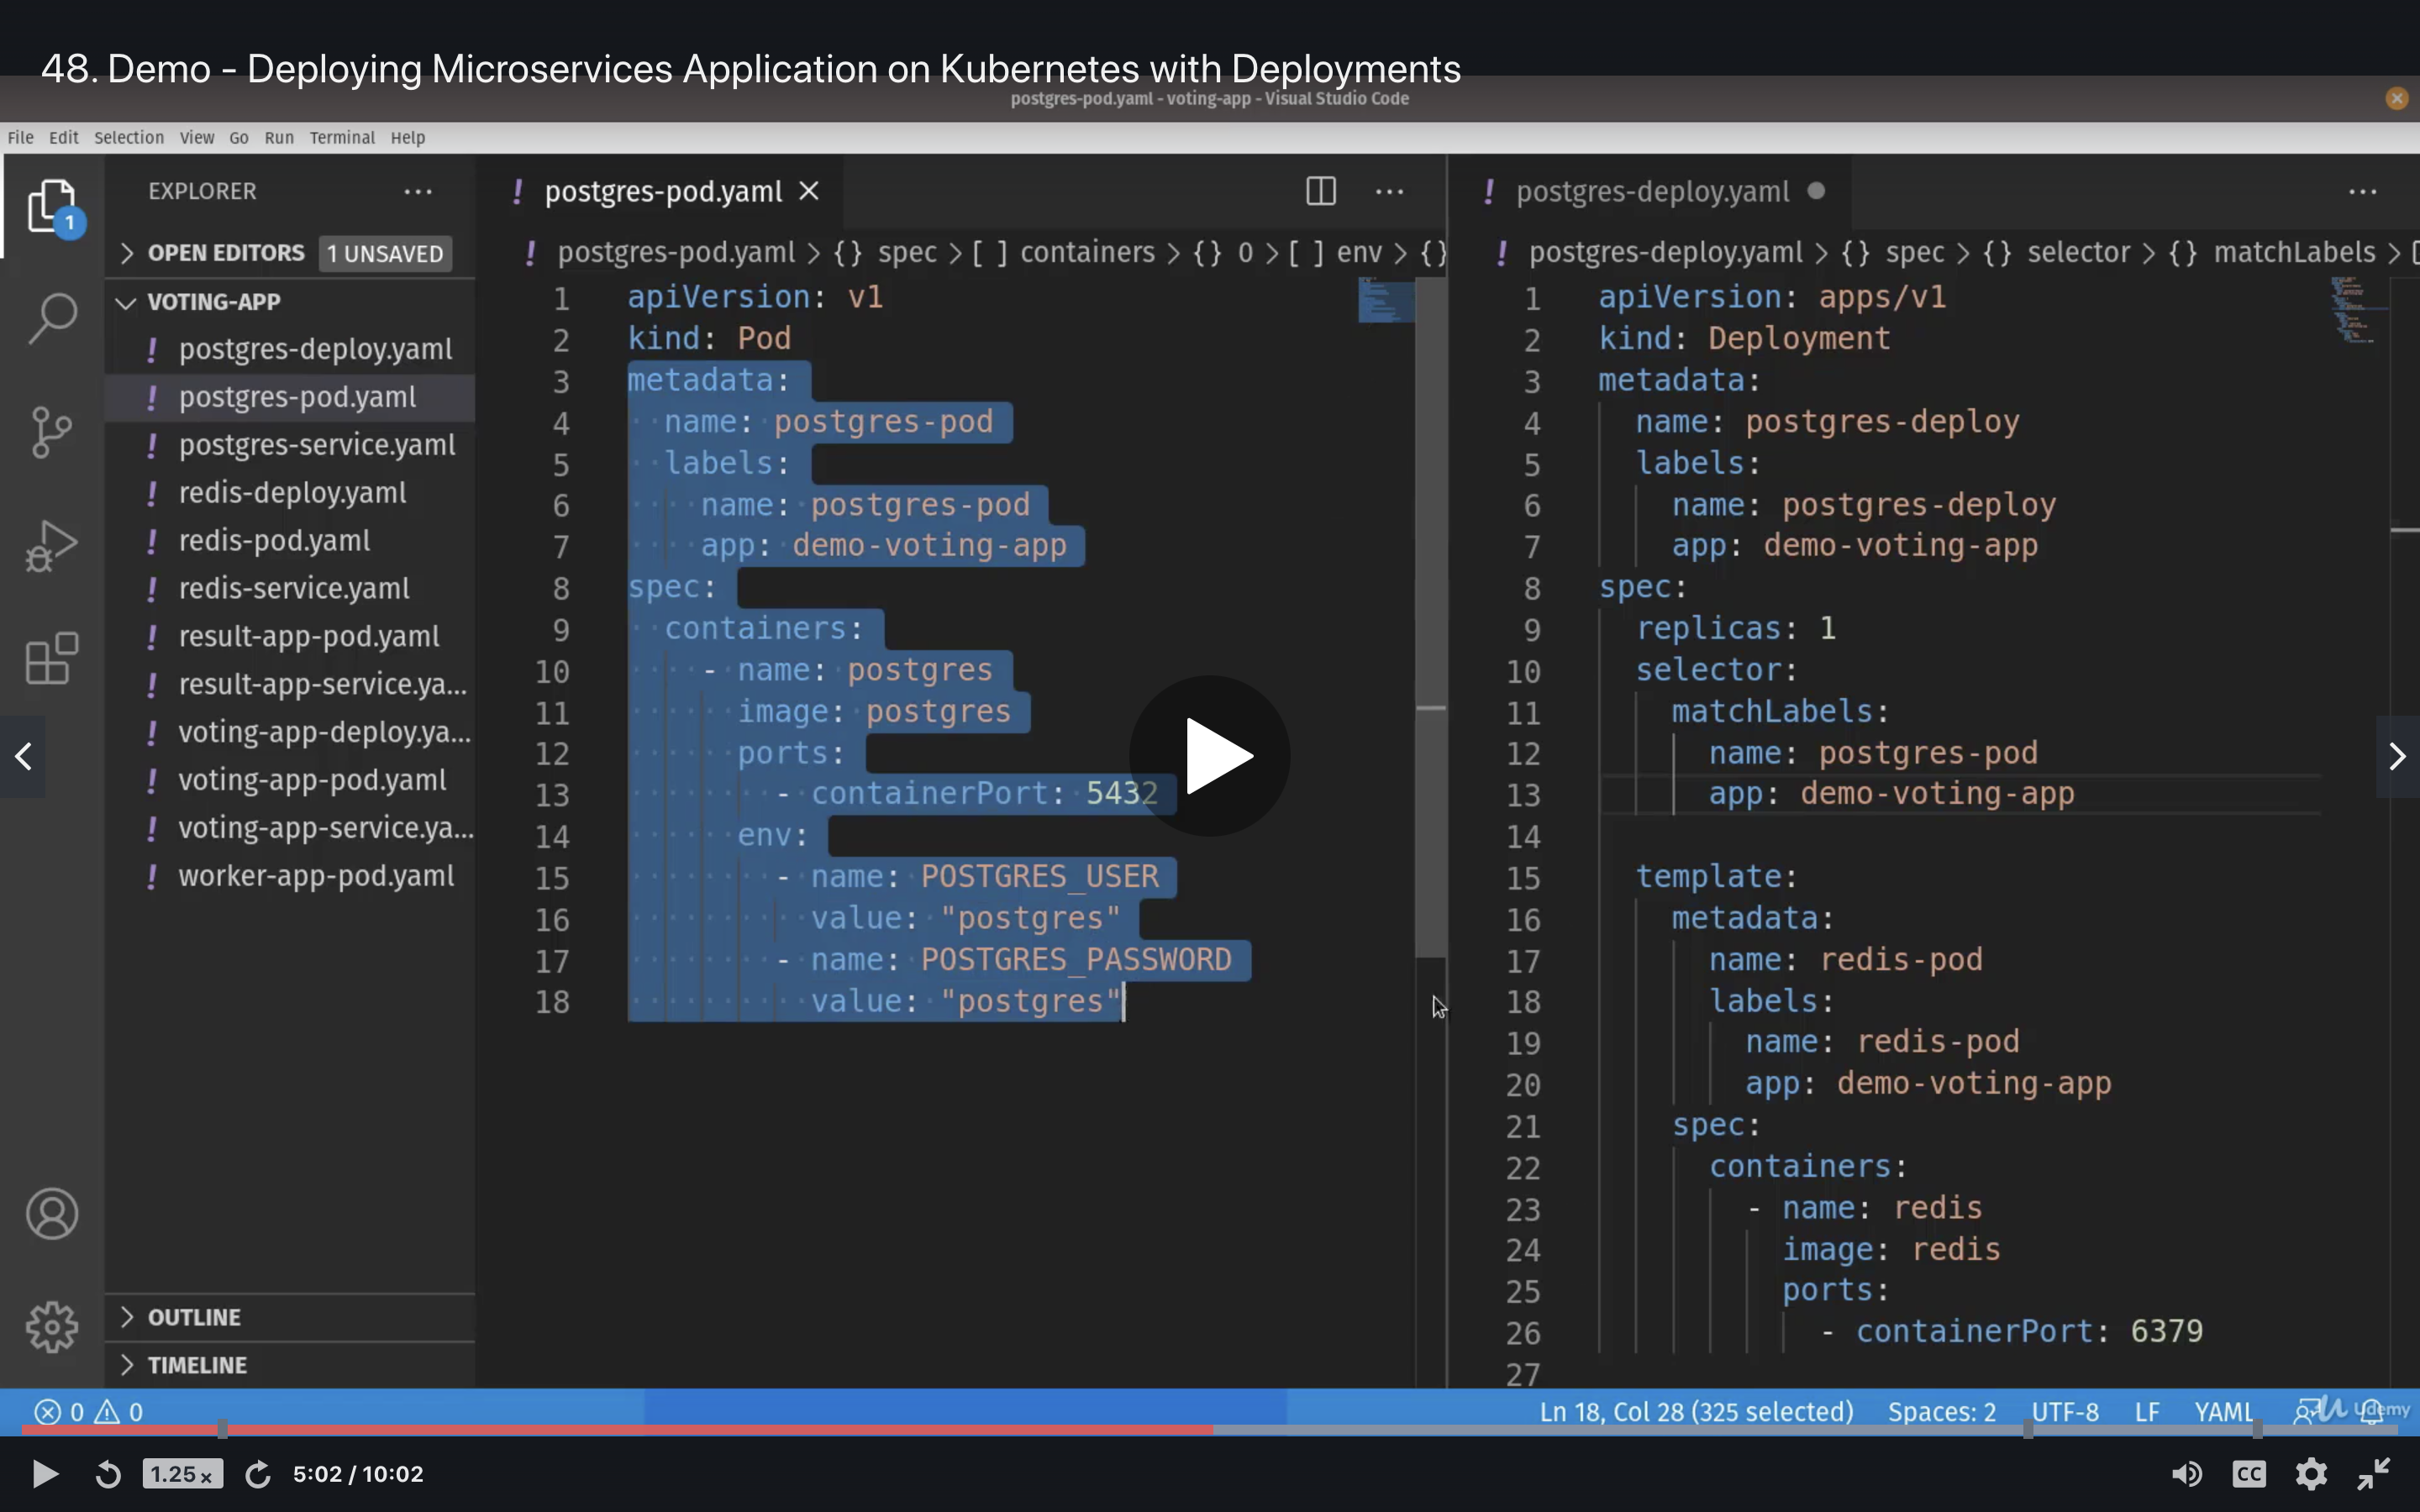 48. Demo - Deploying Microservices Application on Kubernetes with Deployments
postgres-pod.yaml - voting-app - Visual Studio Code
File Edit Selection View Go Run Terminal Help
1
EXPLORER
OPEN EDITORS 1 UNSAVED
VOTING-APP
! postgres-deploy.yaml
! postgres-pod.yaml
! postgres-service.yaml
! redis-deploy.yaml
! redis-pod.yaml
! redis-service.yaml
! result-app-pod.yaml
! result-app-service.ya...
! voting-app-deploy.ya...
! voting-app-pod.yaml
! voting-app-service.ya...
! worker-app-pod.yaml
OUTLINE
TIMELINE
! postgres-pod.yaml
! postgres-pod.yaml > {} spec > [ ] containers > {} 0 > [ ] env > {}
1 apiVersion: v1
2 kind: Pod
3 metadata:
4 name: postgres-pod
5 labels:
6 name: postgres-pod
7 app: demo-voting-app
8 spec:
9 containers:
10 - name: postgres
11 image: postgres
12 ports:
13 - containerPort: 5432
14 env:
15 - name: POSTGRES_USER
16 value: "postgres"
17 - name: POSTGRES_PASSWORD
18 value: "postgres"
! postgres-deploy.yaml
! postgres-deploy.yaml > {} spec > {} selector > {} matchLabels > [
1 apiVersion: apps/v1
2 kind: Deployment
3 metadata:
4 name: postgres-deploy
5 labels:
6 name: postgres-deploy
7 app: demo-voting-app
8 spec:
9 replicas: 1
10 selector:
11 matchLabels:
12 name: postgres-pod
13 app: demo-voting-app
14
15 template:
16 metadata:
17 name: redis-pod
18 labels:
19 name: redis-pod
20 app: demo-voting-app
21 spec:
22 containers:
23 - name: redis
24 image: redis
25 ports:
26 - containerPort: 6379
27
0 0
Ln 18, Col 28 (325 selected) Spaces: 2 UTF-8 LF YAML
Udemy
1.25 x 5:02 / 10:02 CC